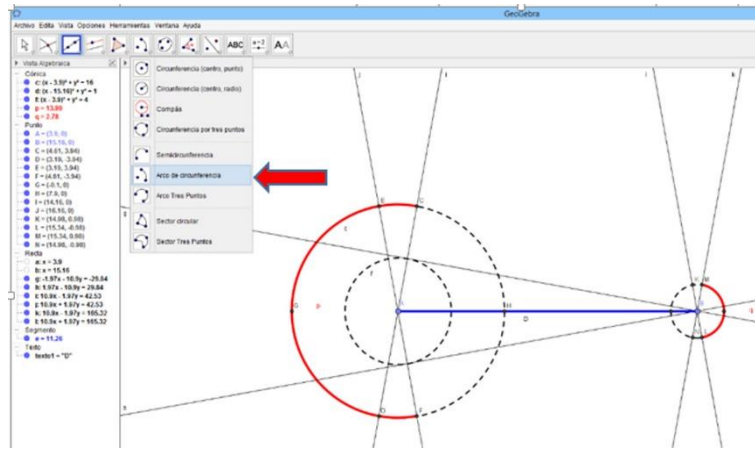 GeoGebra
Archivo Edita Vista Opciones Herramientas Ventana Ayuda
ABC
a=2
AA
Vista Algebraica
Cónica
c: (x - 3.9)² + y² = 16
d: (x - 15.16)² + y² = 1
f: (x - 3.9)² + y² = 4
p = 13.99
q = 2.78
Punto
A = (3.9, 0)
B = (15.16, 0)
C = (4.61, 3.94)
D = (3.19, -3.94)
E = (3.19, 3.94)
F = (4.61, -3.94)
G = (-0.1, 0)
H = (7.9, 0)
I = (14.16, 0)
J = (16.16, 0)
K = (14.98, 0.98)
L = (15.34, -0.98)
M = (15.34, 0.98)
N = (14.98, -0.98)
Recta
a: x = 3.9
b: x = 15.16
g: -1.97x - 10.9y = -29.84
h: 1.97x - 10.9y = 29.84
i: 10.9x - 1.97y = 42.53
j: 10.9x + 1.97y = 42.53
k: 10.9x - 1.97y = 165.32
l: 10.9x + 1.97y = 165.32
Segmento
e = 11.26
Texto
texto1 = "D"
Circunferencia (centro, punto)
Circunferencia (centro, radio)
Compás
Circunferencia por tres puntos
Semicircunferencia
Arco de circunferencia
Arco Tres Puntos
Sector circular
Sector Tres Puntos
j
i
l
k
E
C
g
c
f
K
M
G
p
A
H
B
q
D
N
L
h
D
F